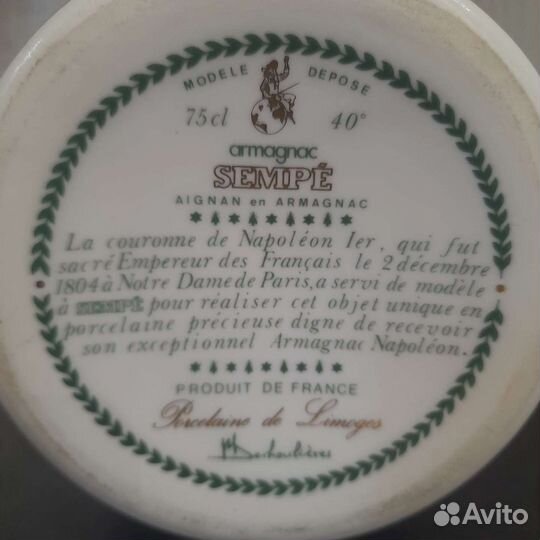 MODELE DEPOSE
75cl 40°
armagnac
SEMPÉ
AIGNAN en ARMAGNAC
La couronne de Napoléon Ier, qui fut
sacré Empereur des Français le 2 décembre
1804 à Notre Dame de Paris, a servi de modèle
à SEMPÉ pour réaliser cet objet unique en
porcelaine précieuse digne de recevoir
son exceptionnel Armagnac Napoléon.
PRODUIT DE FRANCE
Porcelaine de Limoges
Deshoulières
Avito